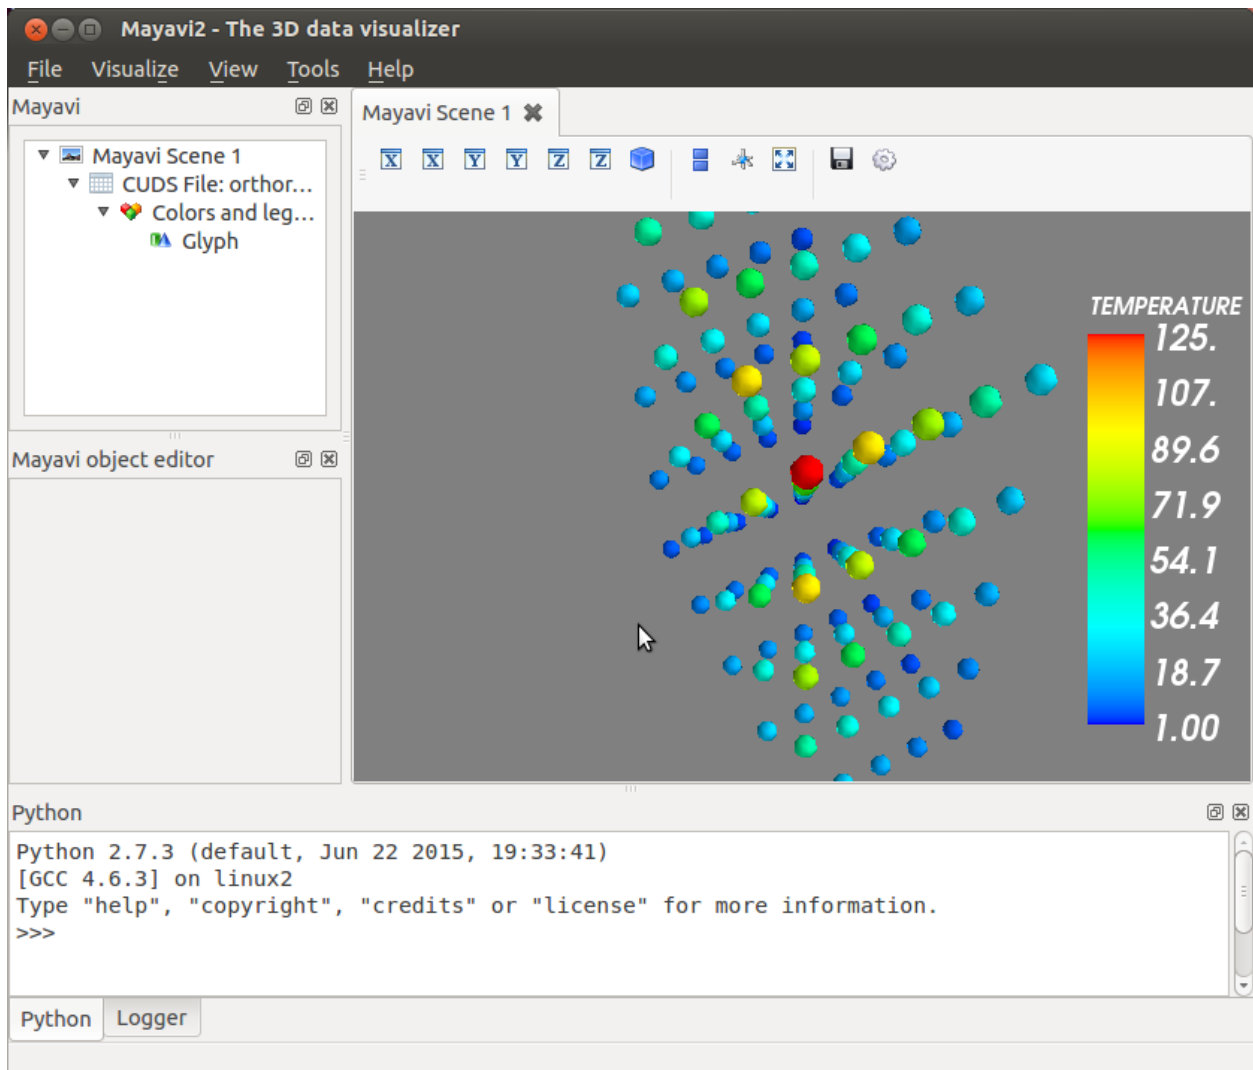 Mayavi2 - The 3D data visualizer
File Visualize View Tools Help
Mayavi
Mayavi Scene 1
CUDS File: orthor...
Colors and leg...
Glyph
Mayavi object editor
Mayavi Scene 1
X X Y Y Z Z
TEMPERATURE
125.
107.
89.6
71.9
54.1
36.4
18.7
1.00
Python
Python 2.7.3 (default, Jun 22 2015, 19:33:41)
[GCC 4.6.3] on linux2
Type "help", "copyright", "credits" or "license" for more information.
>>>
Python Logger